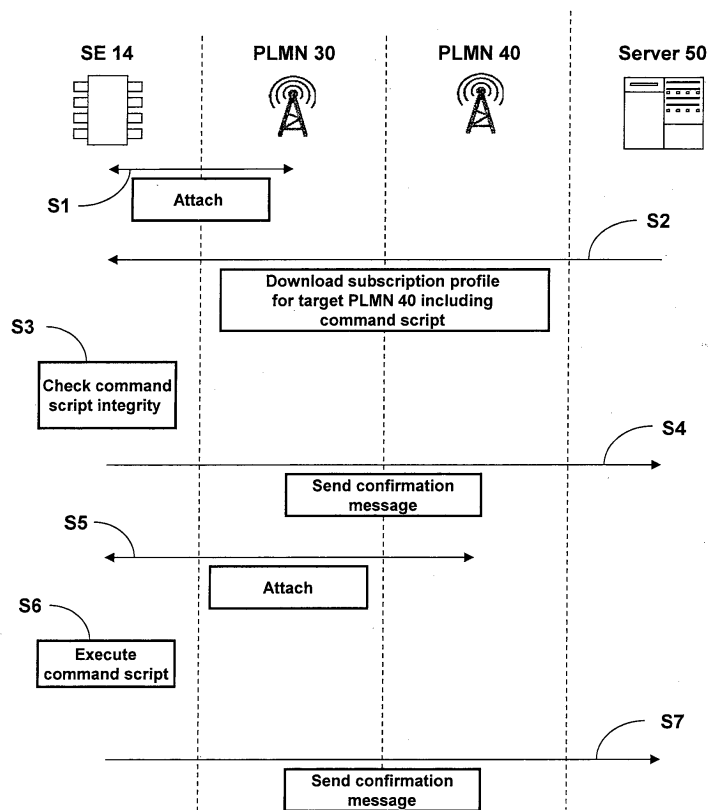 SE 14
PLMN 30
PLMN 40
Server 50
S1
Attach
S2
Download subscription profile
for target PLMN 40 including
command script
S3
Check command
script integrity
S4
Send confirmation
message
S5
Attach
S6
Execute
command script
S7
Send confirmation
message